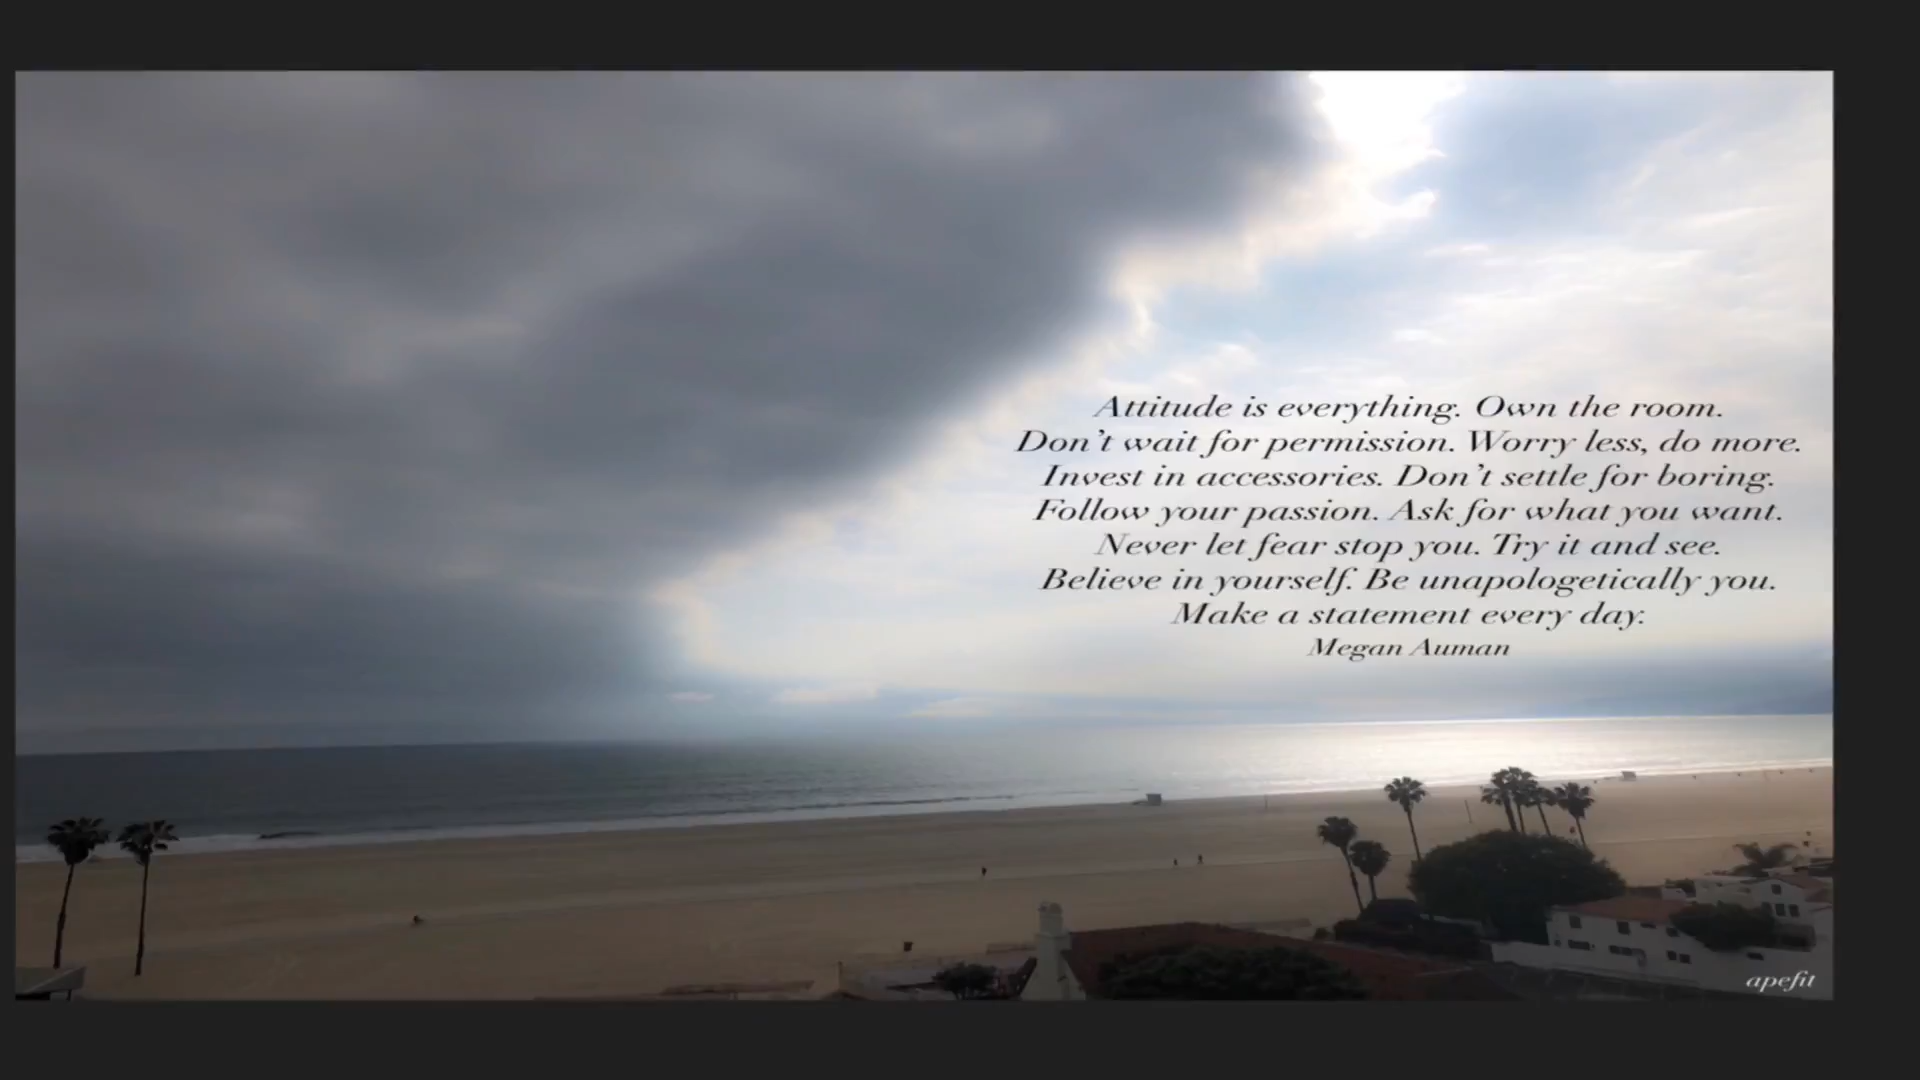 Attitude is everything. Own the room.
Don't wait for permission. Worry less, do more.
Invest in accessories. Don't settle for boring.
Follow your passion. Ask for what you want.
Never let fear stop you. Try it and see.
Believe in yourself. Be unapologetically you.
Make a statement every day.
Megan Auman
apefit